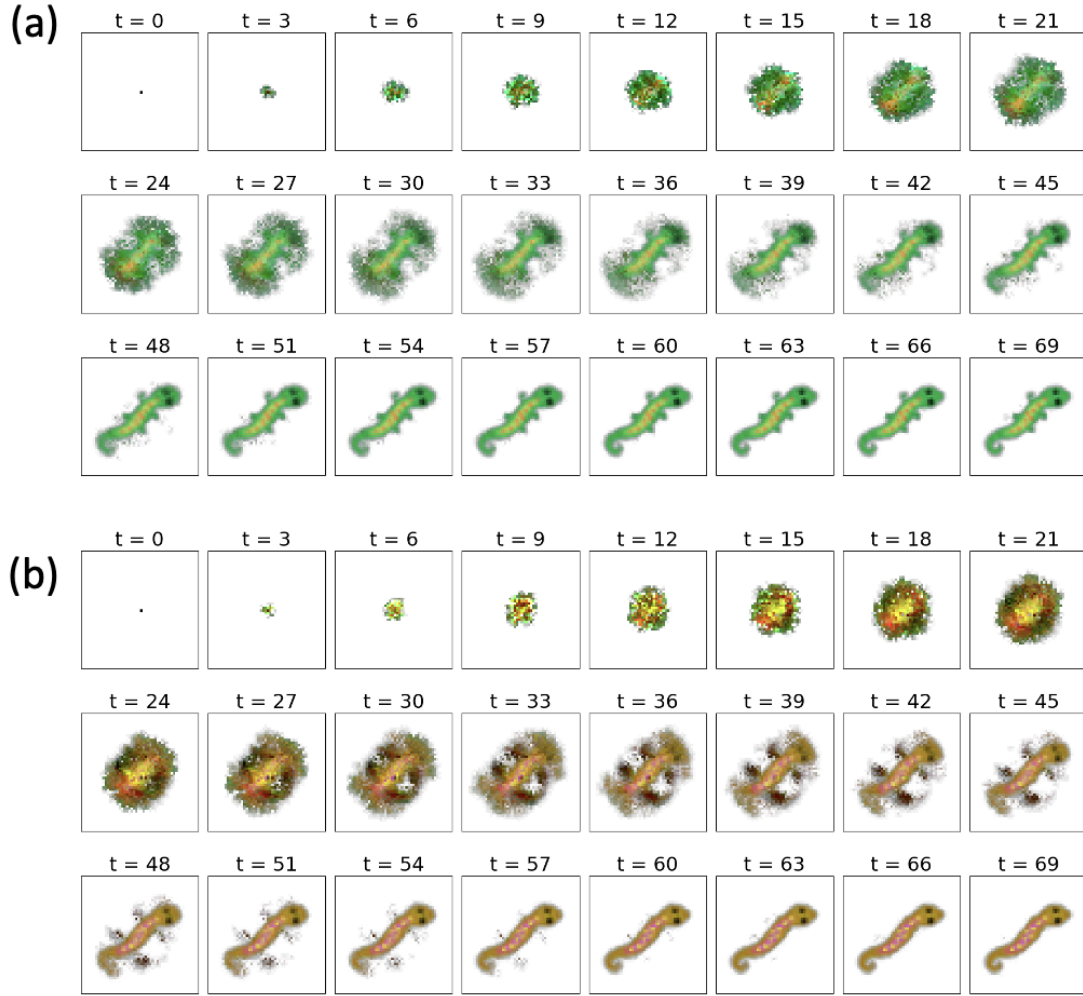 (a)
t = 0 t = 3 t = 6 t = 9 t = 12 t = 15 t = 18 t = 21
t = 24 t = 27 t = 30 t = 33 t = 36 t = 39 t = 42 t = 45
t = 48 t = 51 t = 54 t = 57 t = 60 t = 63 t = 66 t = 69
(b)
t = 0 t = 3 t = 6 t = 9 t = 12 t = 15 t = 18 t = 21
t = 24 t = 27 t = 30 t = 33 t = 36 t = 39 t = 42 t = 45
t = 48 t = 51 t = 54 t = 57 t = 60 t = 63 t = 66 t = 69